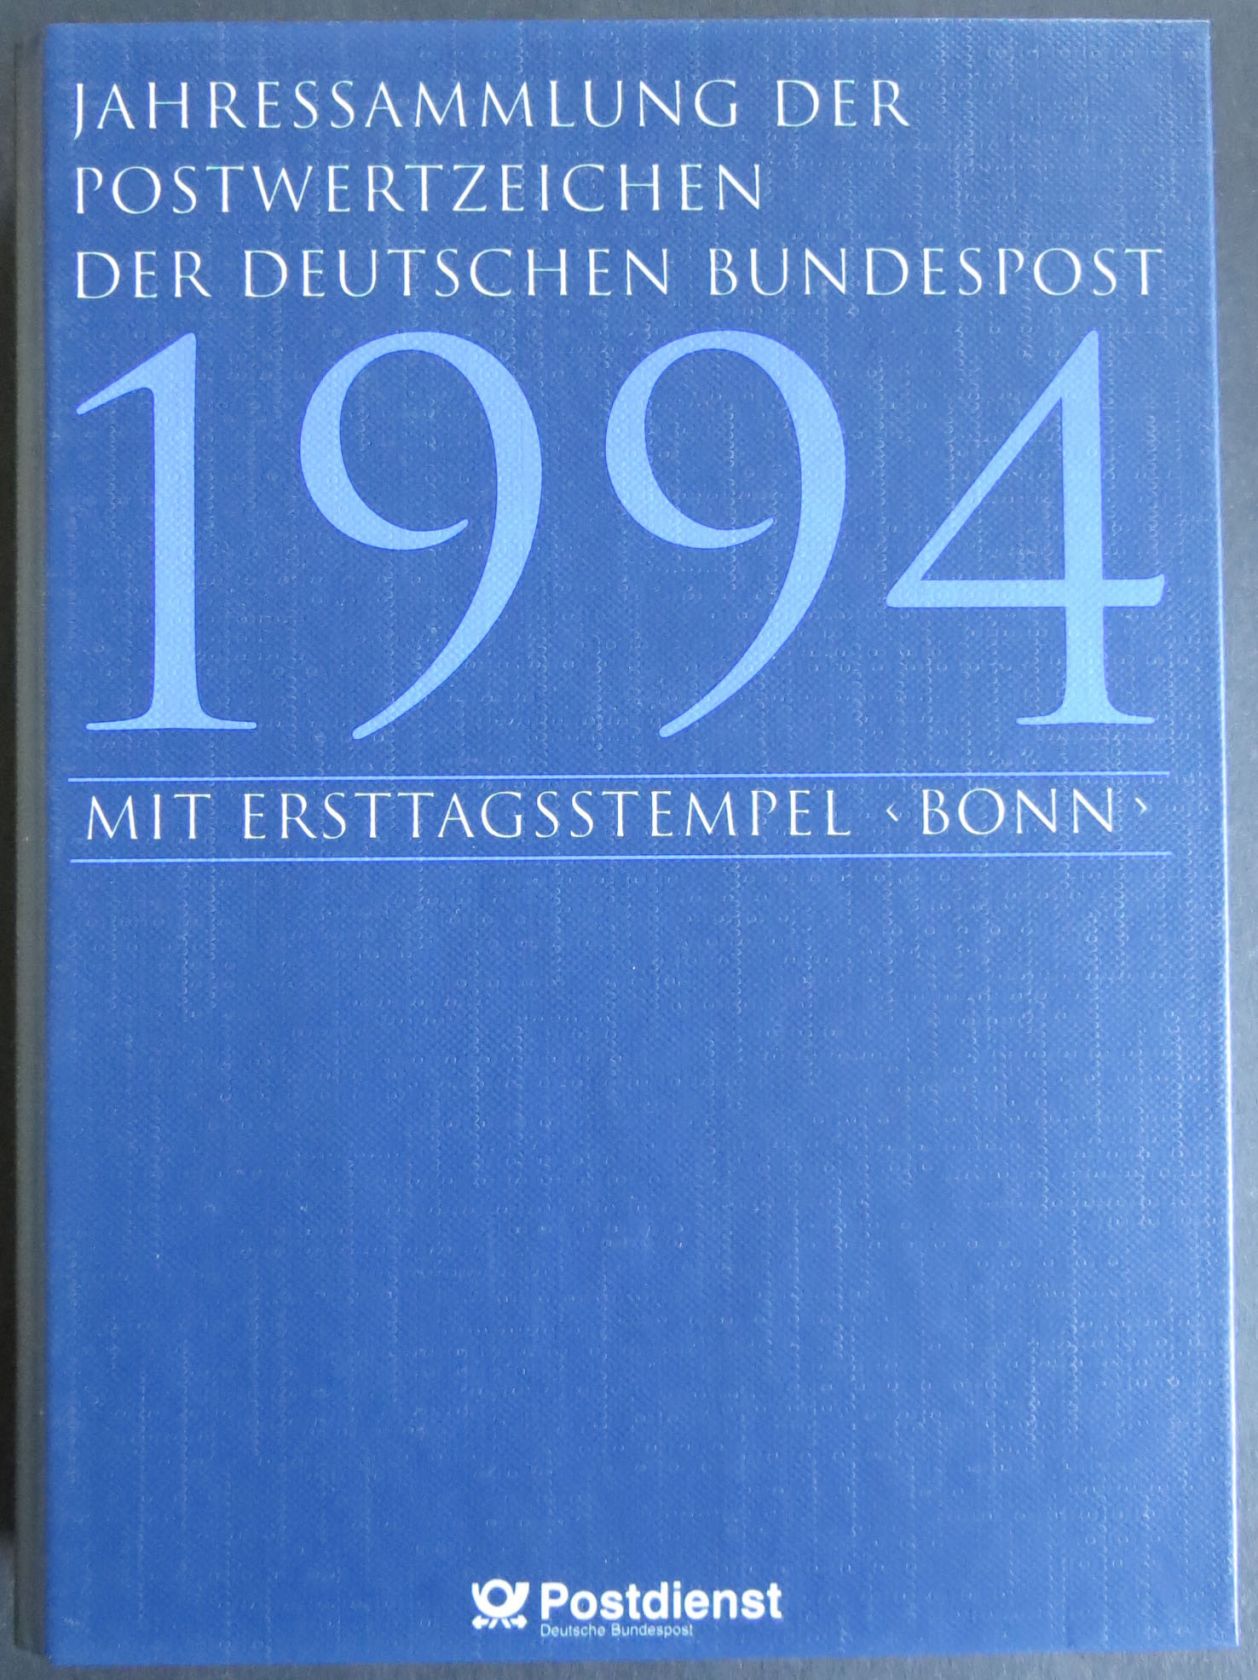 JAHRESSAMMLUNG DER
POSTWERTZEICHEN
DER DEUTSCHEN BUNDESPOST
1994
MIT ERSTTAGSSTEMPEL ‹BONN›
Postdienst
Deutsche Bundespost